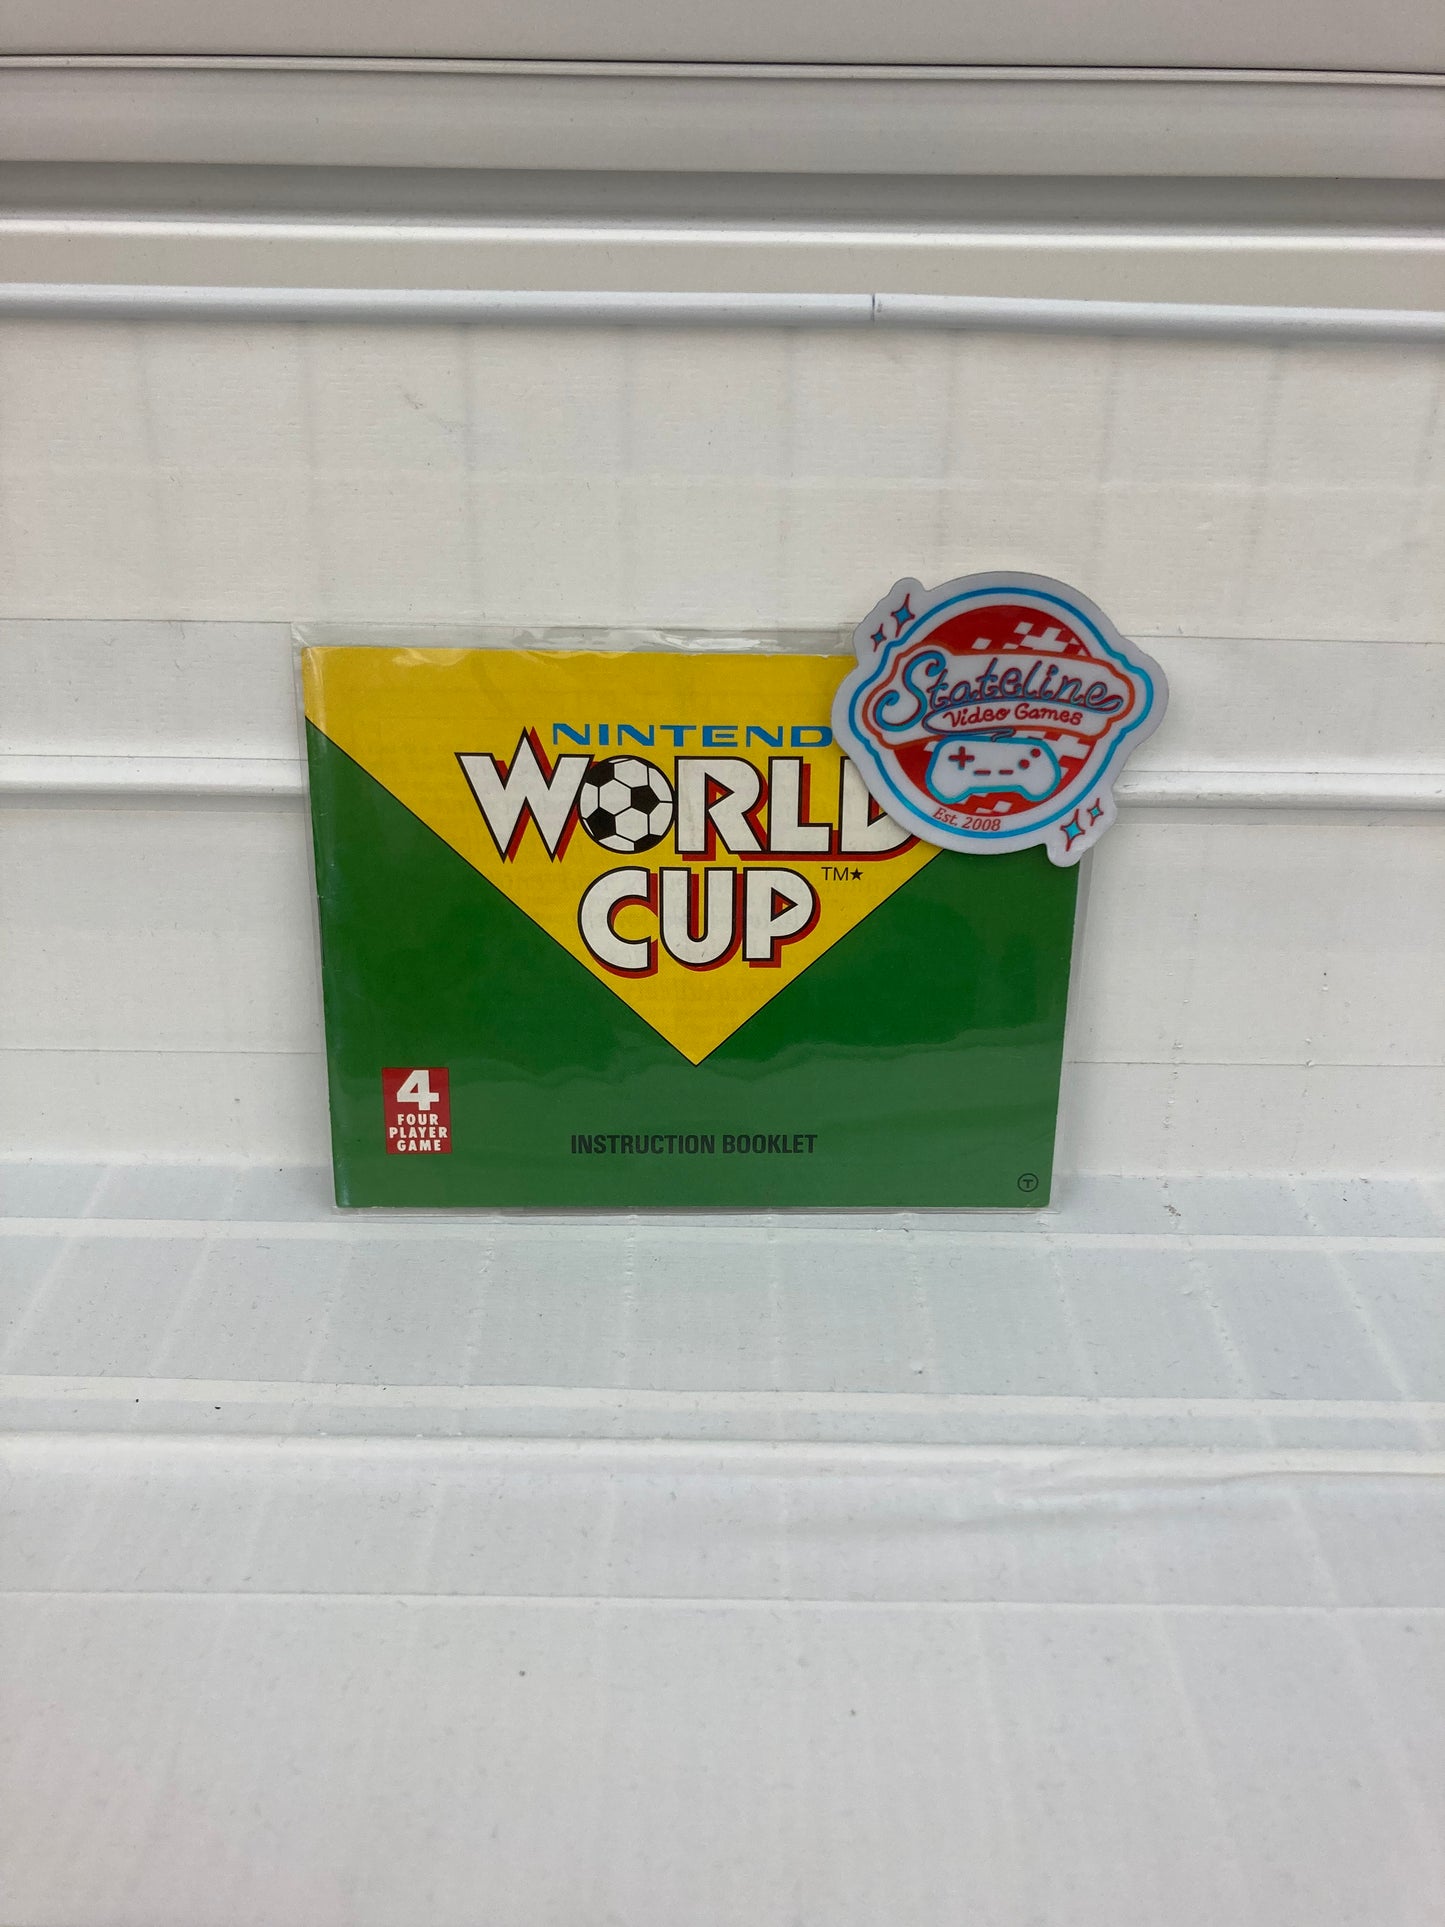 NINTEND
WORLD
CUP
TM★
4
FOUR
PLAYER
GAME
INSTRUCTION BOOKLET
T
Stateline
Video Games
Est. 2008